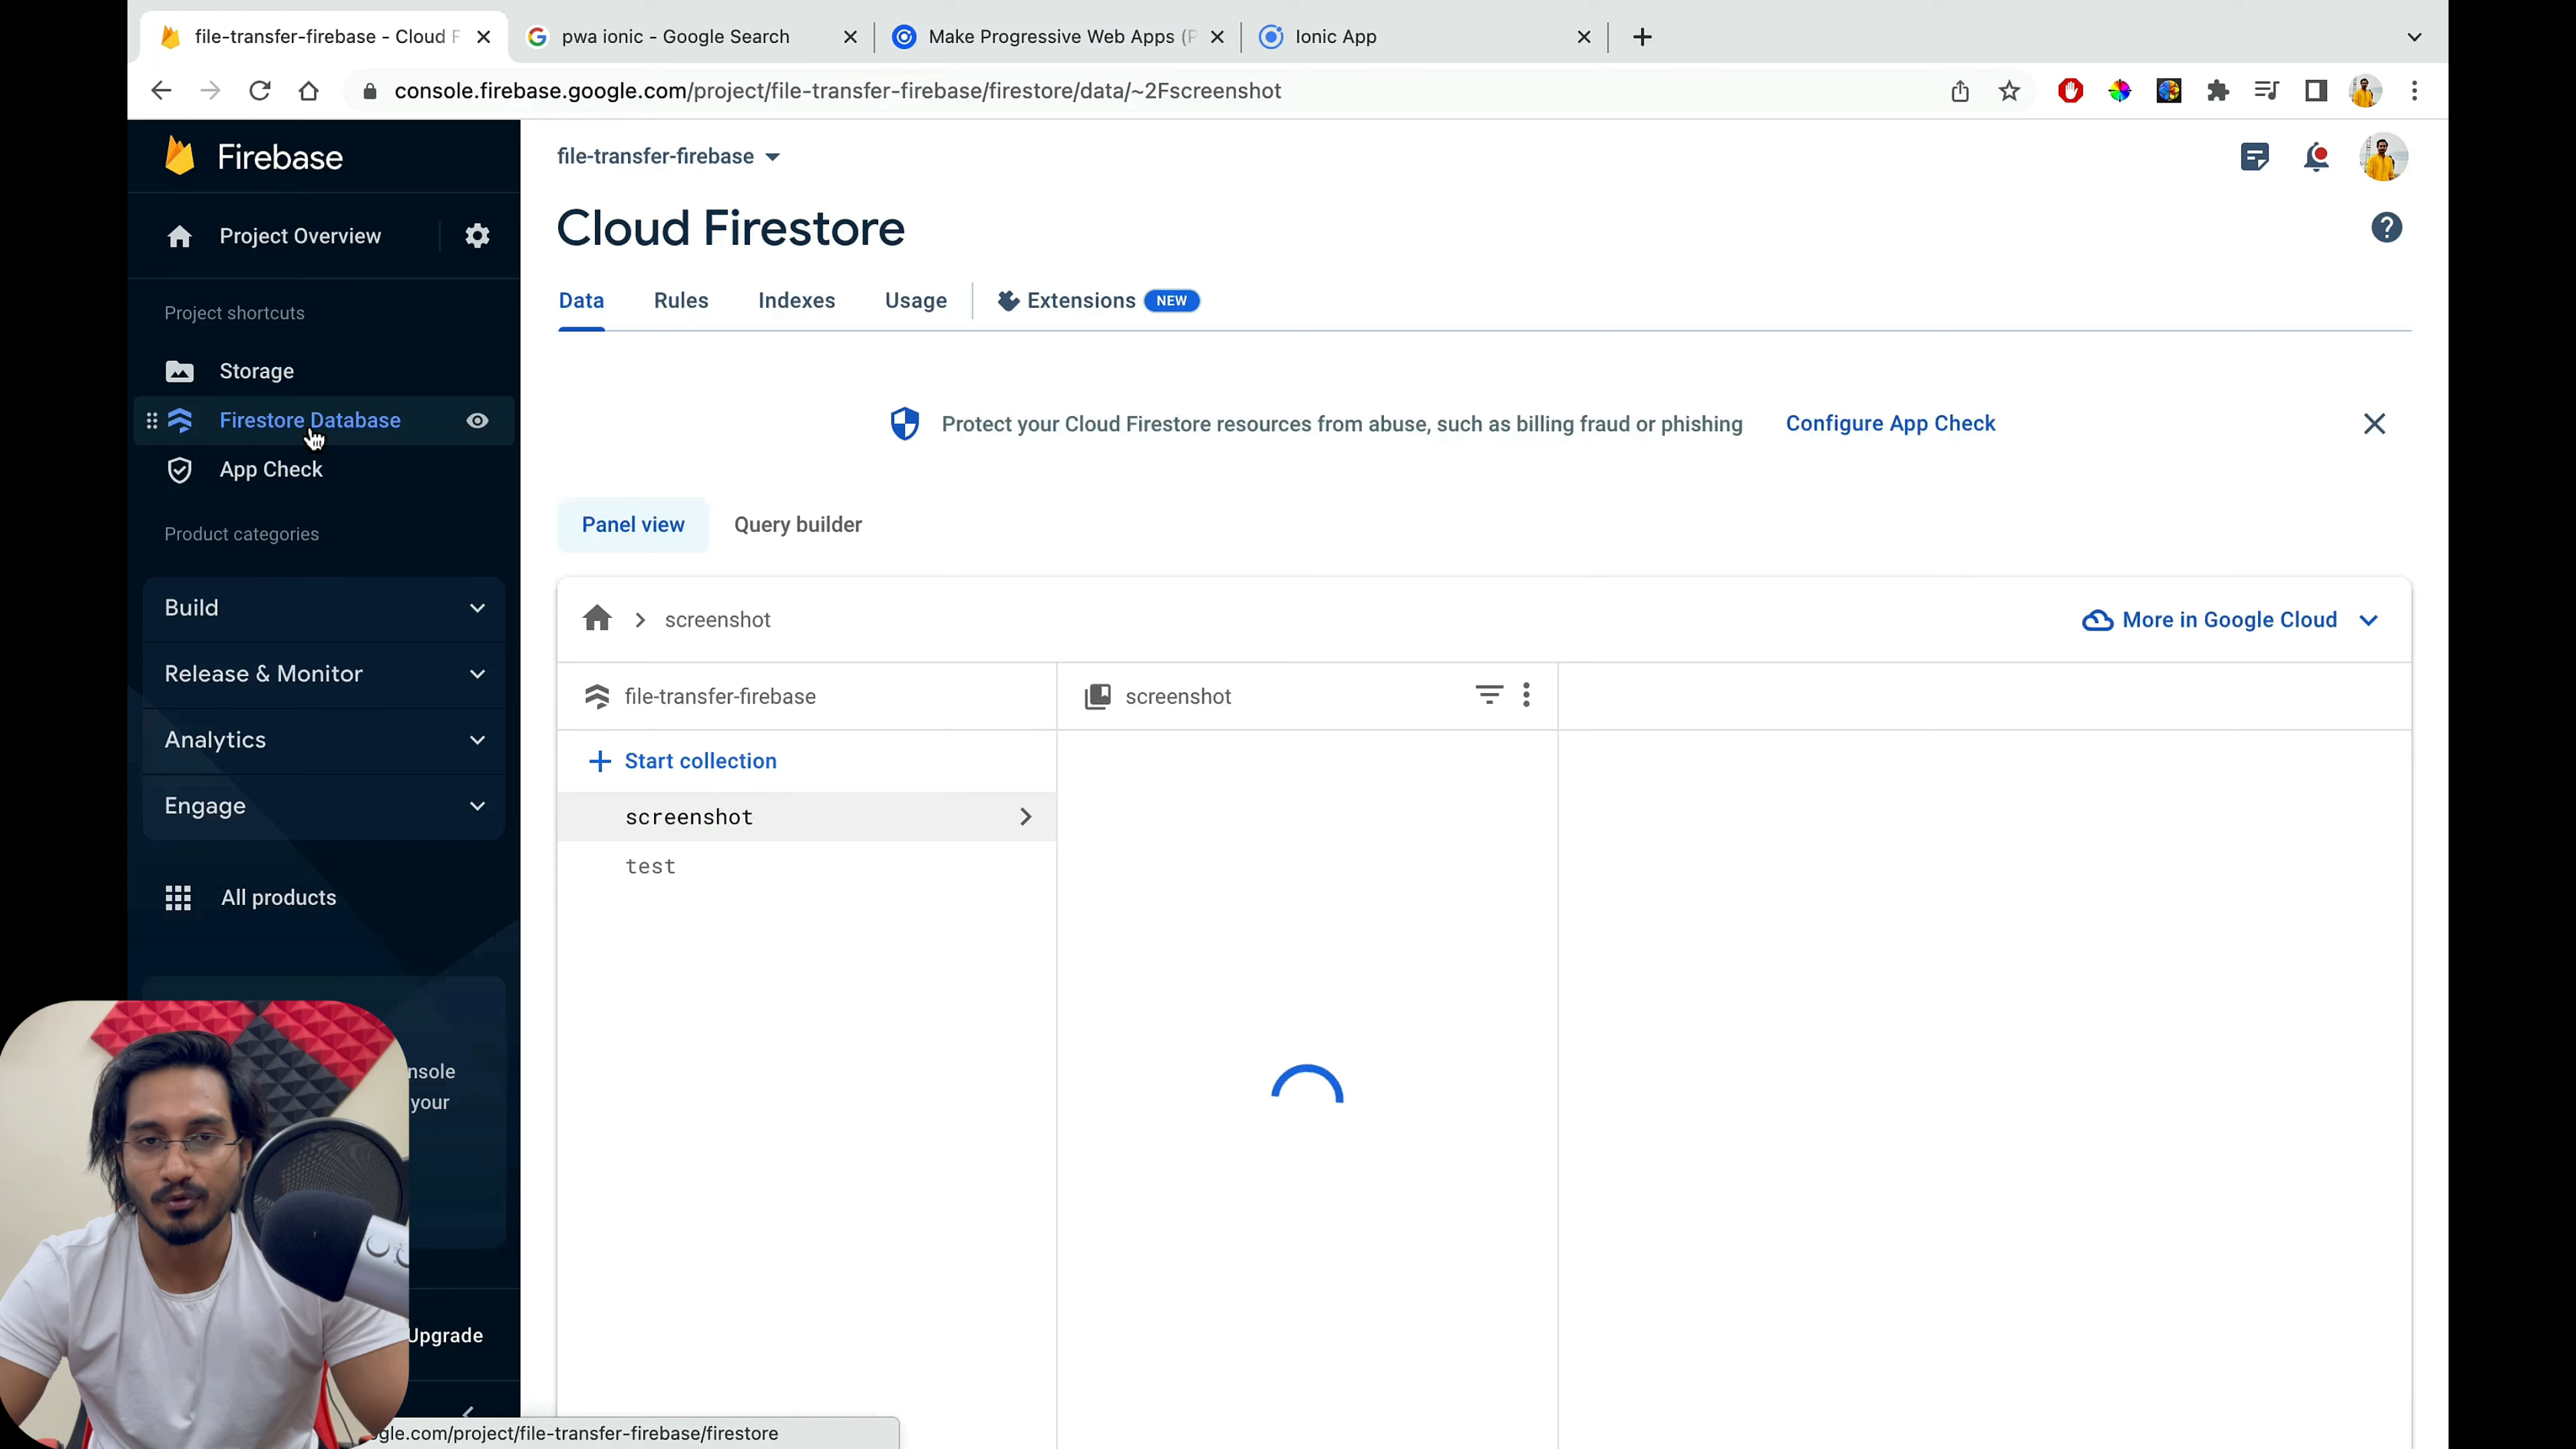 file-transfer-firebase - Cloud F
pwa ionic - Google Search
Make Progressive Web Apps (P
Ionic App
console.firebase.google.com/project/file-transfer-firebase/firestore/data/~2Fscreenshot
Firebase
file-transfer-firebase
Project Overview
Cloud Firestore
Project shortcuts
Data
Rules
Indexes
Usage
Extensions
NEW
Storage
Firestore Database
App Check
Protect your Cloud Firestore resources from abuse, such as billing fraud or phishing
Configure App Check
Product categories
Panel view
Query builder
Build
Release & Monitor
Analytics
Engage
All products
screenshot
More in Google Cloud
file-transfer-firebase
screenshot
Start collection
screenshot
test
nsole
your
Upgrade
gle.com/project/file-transfer-firebase/firestore